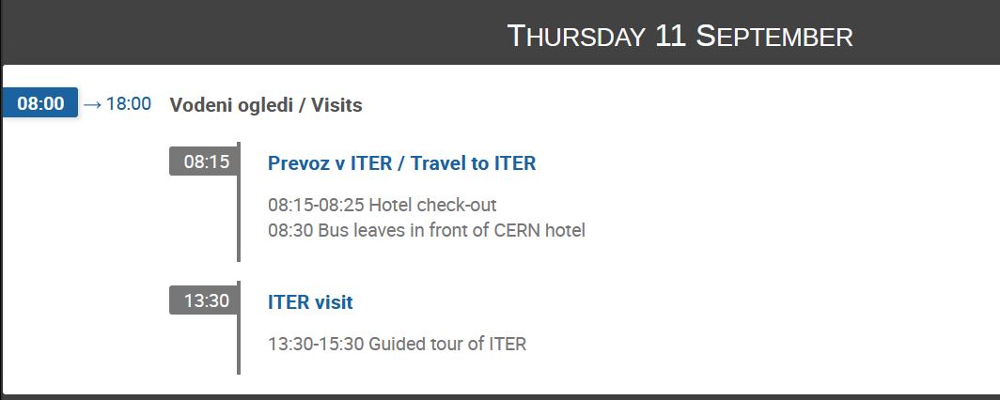 THURSDAY 11 SEPTEMBER
08:00 → 18:00 Vodeni ogledi / Visits
08:15 Prevoz v ITER / Travel to ITER
08:15-08:25 Hotel check-out
08:30 Bus leaves in front of CERN hotel
13:30 ITER visit
13:30-15:30 Guided tour of ITER